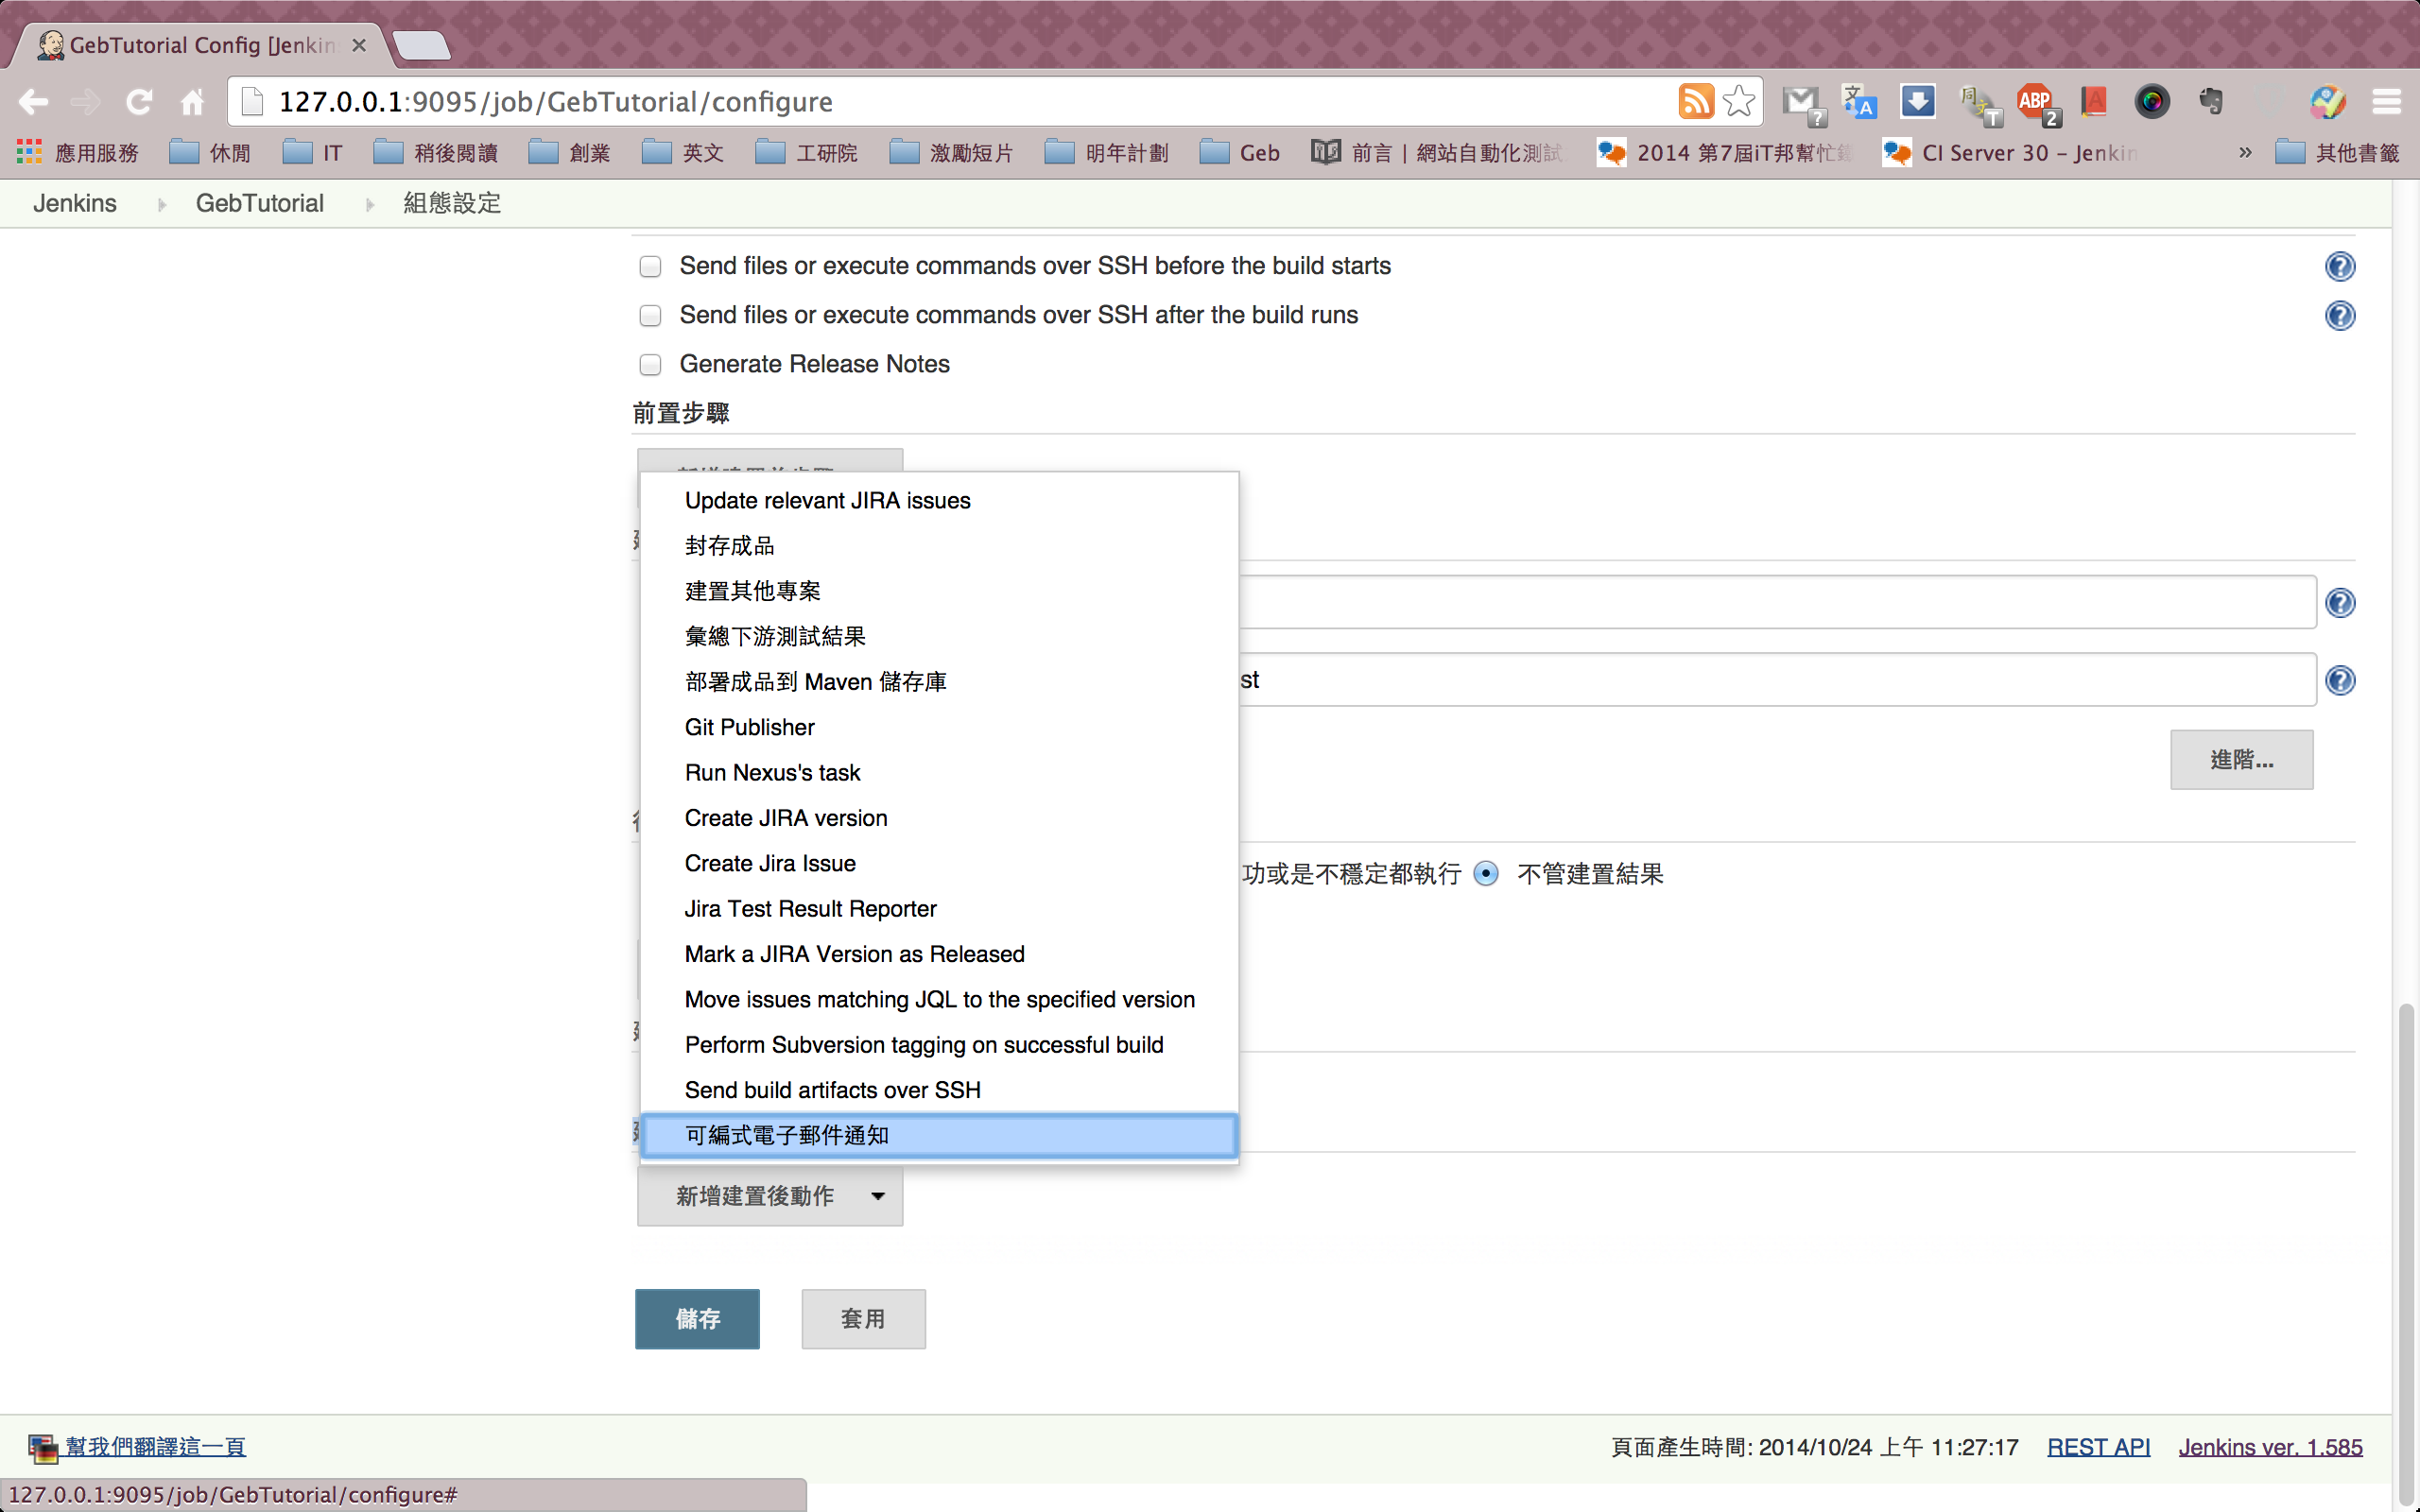 GebTutorial Config [Jenkin
127.0.0.1:9095/job/GebTutorial/configure
應用服務 休閒 IT 稍後閱讀 創業 英文 工研院 激勵短片 明年計劃 Geb 前言 | 網站自動化測試 2014 第7屆iT邦幫忙 CI Server 30 – Jenkin » 其他書籤
Jenkins GebTutorial 組態設定
Send files or execute commands over SSH before the build starts
Send files or execute commands over SSH after the build runs
Generate Release Notes
前置步驟
Update relevant JIRA issues
封存成品
建置其他專案
彙總下游測試結果
部署成品到 Maven 儲存庫
st
Git Publisher
進階...
Run Nexus's task
Create JIRA version
Create Jira Issue
功或是不穩定都執行 不管建置結果
Jira Test Result Reporter
Mark a JIRA Version as Released
Move issues matching JQL to the specified version
Perform Subversion tagging on successful build
Send build artifacts over SSH
可編式電子郵件通知
新增建置後動作
儲存 套用
幫我們翻譯這一頁 頁面產生時間: 2014/10/24 上午 11:27:17 REST API Jenkins ver. 1.585
127.0.0.1:9095/job/GebTutorial/configure#